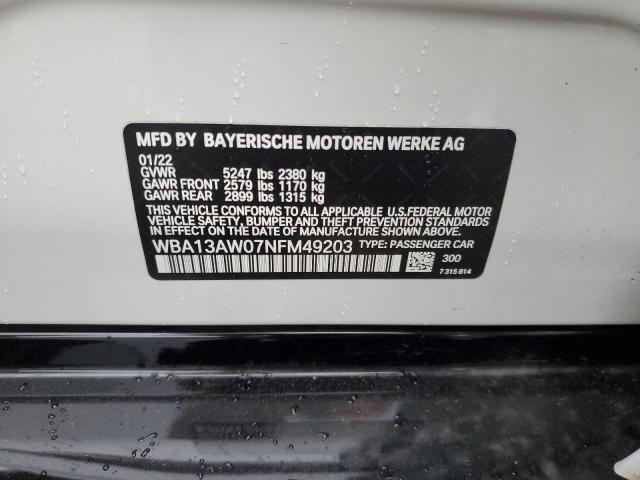 MFD BY BAYERISCHE MOTOREN WERKE AG
01/22
GVWR 5247 lbs 2380 kg
GAWR FRONT 2579 lbs 1170 kg
GAWR REAR 2899 lbs 1315 kg
THIS VEHICLE CONFORMS TO ALL APPLICABLE U.S.FEDERAL MOTOR
VEHICLE SAFETY, BUMPER AND THEFT PREVENTION STANDARDS
IN EFFECT ON THE DATE OF MANUFACTURE SHOWN ABOVE.
WBA13AW07NFM49203 TYPE: PASSENGER CAR
300
7 315 814